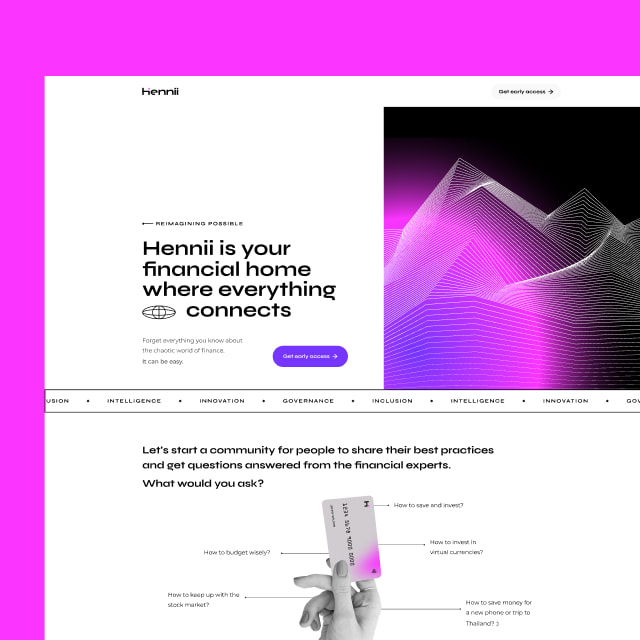 Hennii
Get early access →
REIMAGINING POSSIBLE
Hennii is your
financial home
where everything
connects
Forget everything you know about
the chaotic world of finance.
It can be easy.
Get early access →
USION • INTELLIGENCE • INNOVATION • GOVERNANCE • INCLUSION • INTELLIGENCE • INNOVATION • GOV
Let's start a community for people to share their best practices
and get questions answered from the financial experts.
What would you ask?
How to save and invest?
1234 5678 9000 0000
How to invest in
virtual currencies?
How to budget wisely?
How to keep up with the
stock market?
How to save money for
a new phone or trip to
Thailand? :)